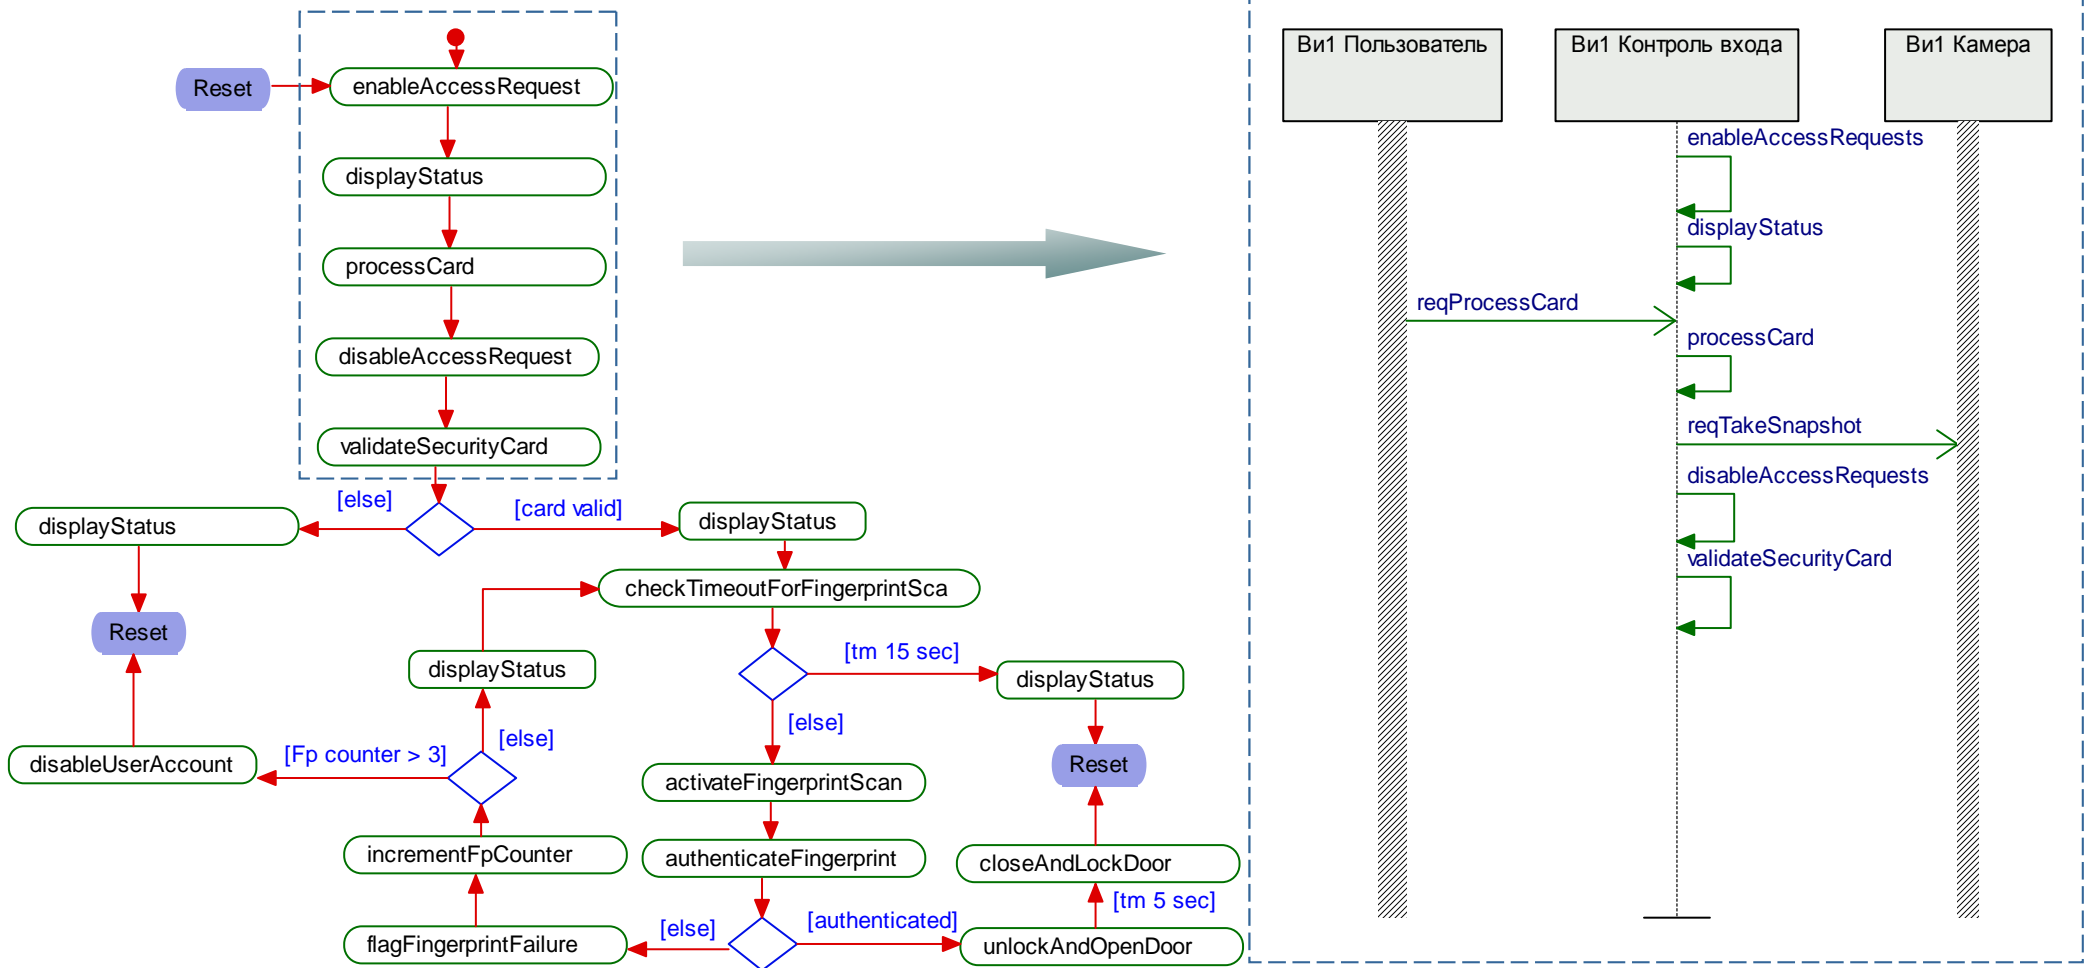 Reset
enableAccessRequest
displayStatus
processCard
disableAccessRequest
validateSecurityCard
[else]
[card valid]
displayStatus
displayStatus
checkTimeoutForFingerprintSca
Reset
displayStatus
[tm 15 sec]
displayStatus
[else]
[Fp counter > 3]
[else]
disableUserAccount
activateFingerprintScan
Reset
incrementFpCounter
authenticateFingerprint
closeAndLockDoor
[tm 5 sec]
[authenticated]
[else]
flagFingerprintFailure
unlockAndOpenDoor
Ви1 Пользователь
Ви1 Контроль входа
Ви1 Камера
enableAccessRequests
displayStatus
reqProcessCard
processCard
reqTakeSnapshot
disableAccessRequests
validateSecurityCard